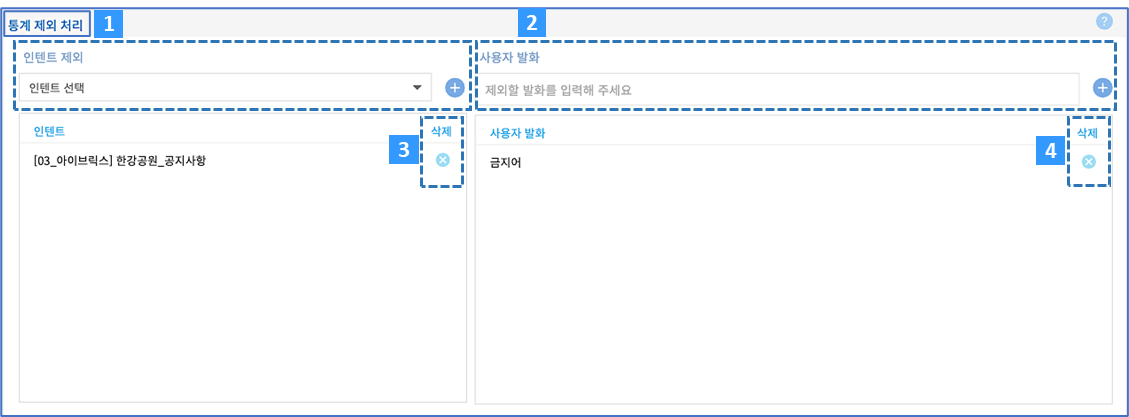 통계 제외 처리
1
2
?
인텐트 제외
사용자 발화
인텐트 선택
제외할 발화를 입력해 주세요
인텐트
삭제
사용자 발화
삭제
3
4
[03_아이브릭스] 한강공원_공지사항
금지어